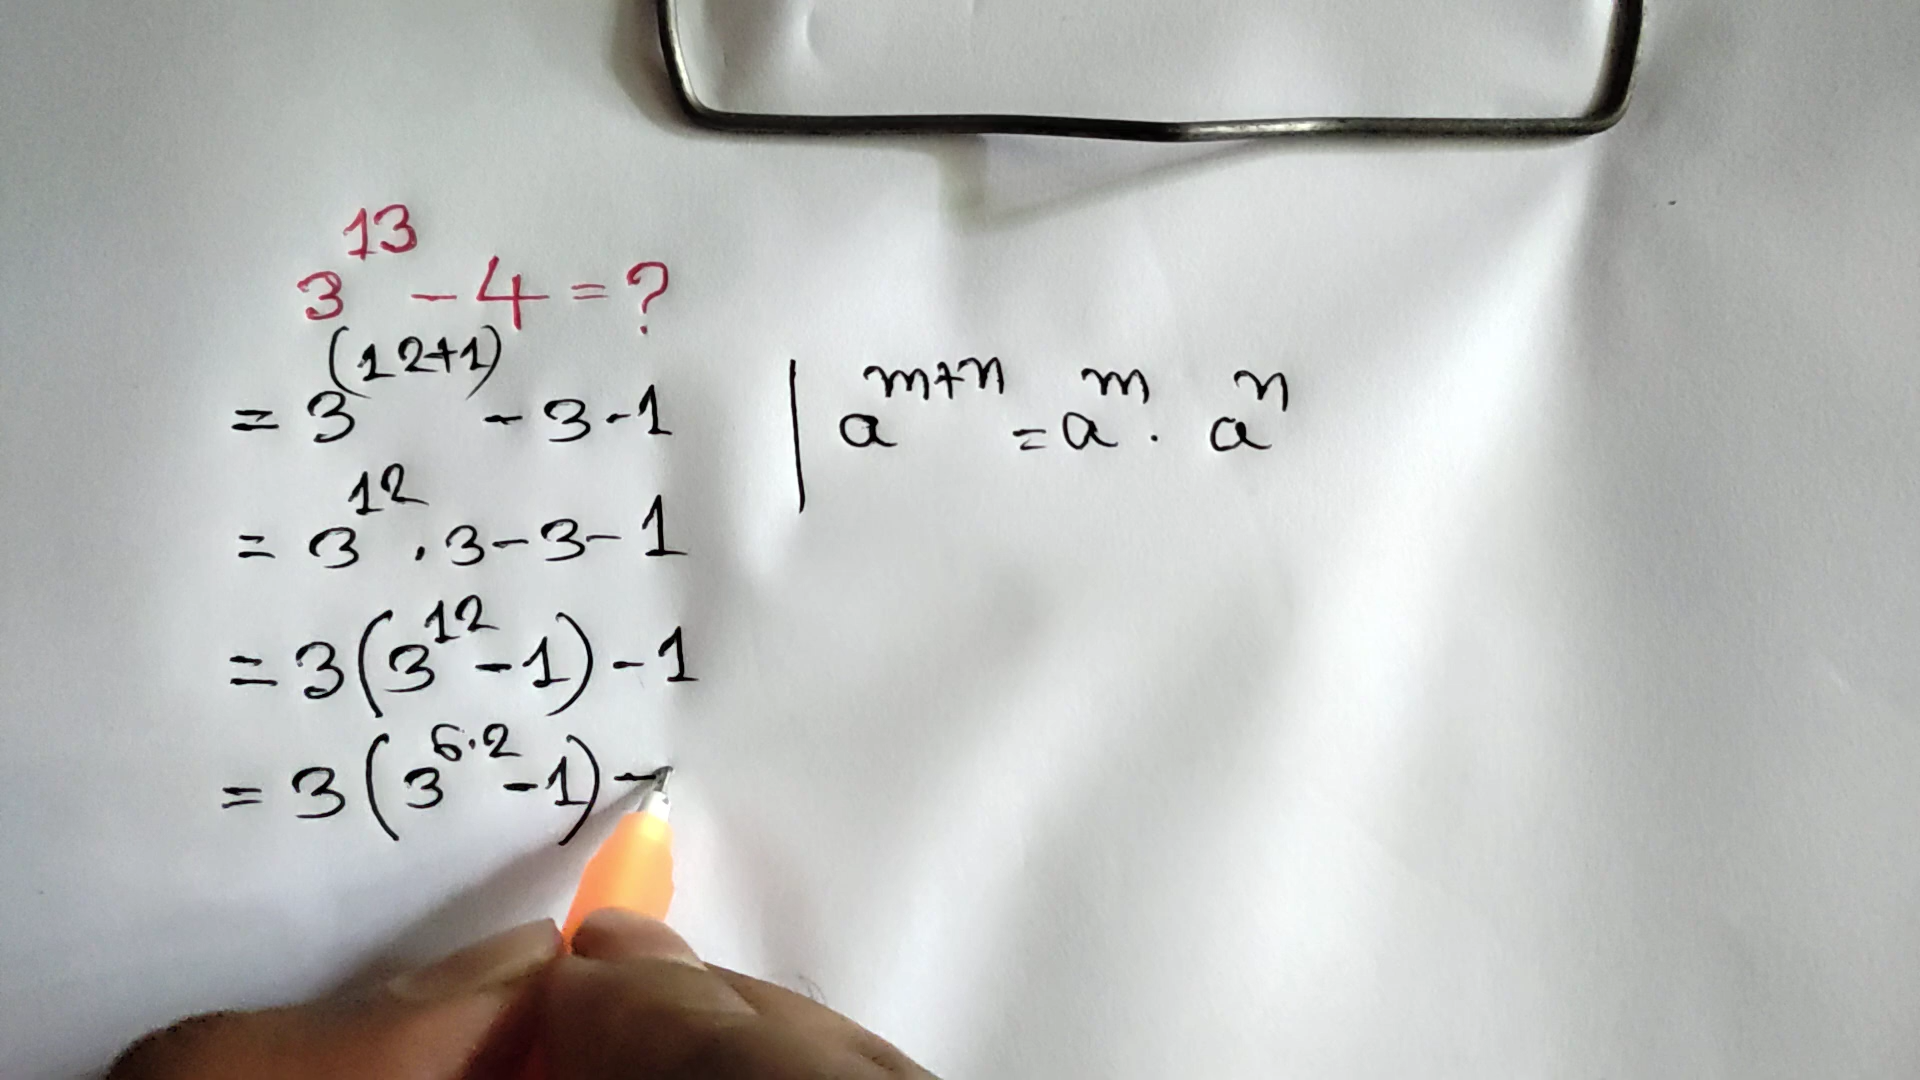 3^13 - 4 = ?
= 3^(12+1) - 3 - 1 | a^m+n = a^m . a^n
= 3^12 . 3 - 3 - 1
= 3(3^12 - 1) - 1
= 3(3^6.2 - 1) -